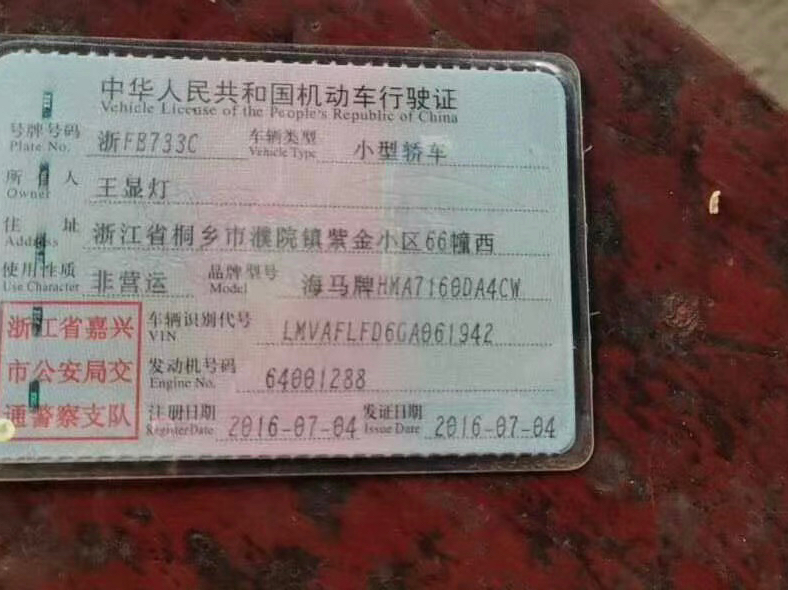 中华人民共和国机动车行驶证
Vehicle License of the People's Republic of China
号牌号码 浙FB733C 车辆类型 小型轿车
Plate No. Vehicle Type
所有人 王显灯
Owner
住址 浙江省桐乡市濮院镇紫金小区66幢西
Address
使用性质 非营运 品牌型号 海马牌HMA7160DA4CW
Use Character Model
浙江省嘉兴
市公安局交
通警察支队
车辆识别代号 LMVAFLFD6GA061942
VIN
发动机号码 64001288
Engine No.
注册日期 2016-07-04 发证日期 2016-07-04
Register Date Issue Date